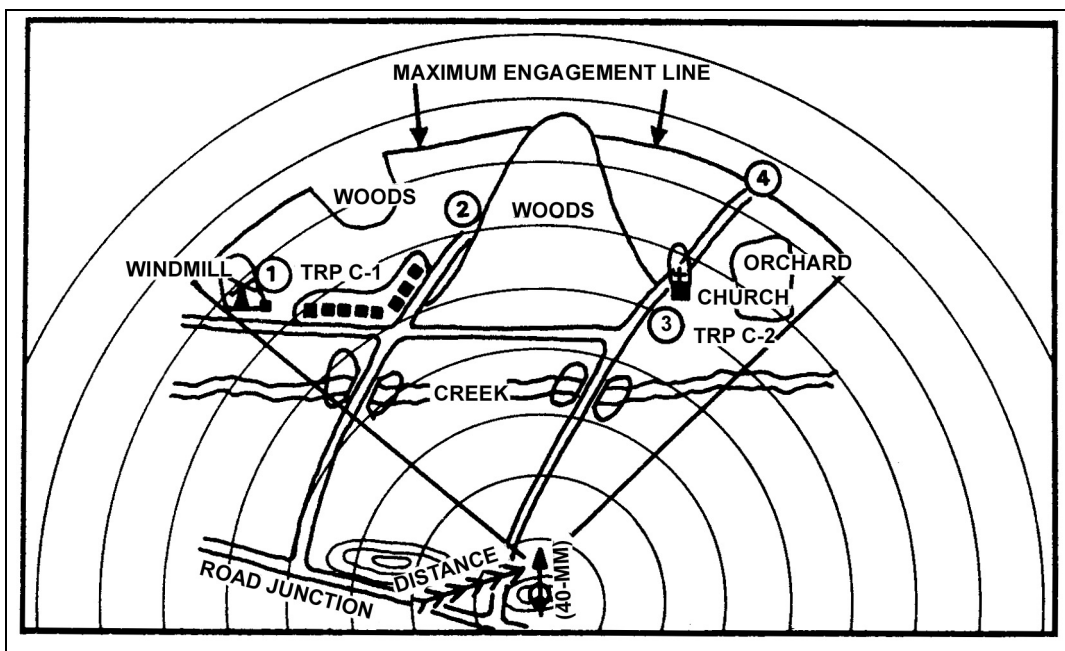 MAXIMUM ENGAGEMENT LINE
4
WOODS
2
WOODS
WINDMILL
1
TRP C-1
ORCHARD
CHURCH
3
TRP C-2
CREEK
ROAD JUNCTION
DISTANCE
(40-MM)